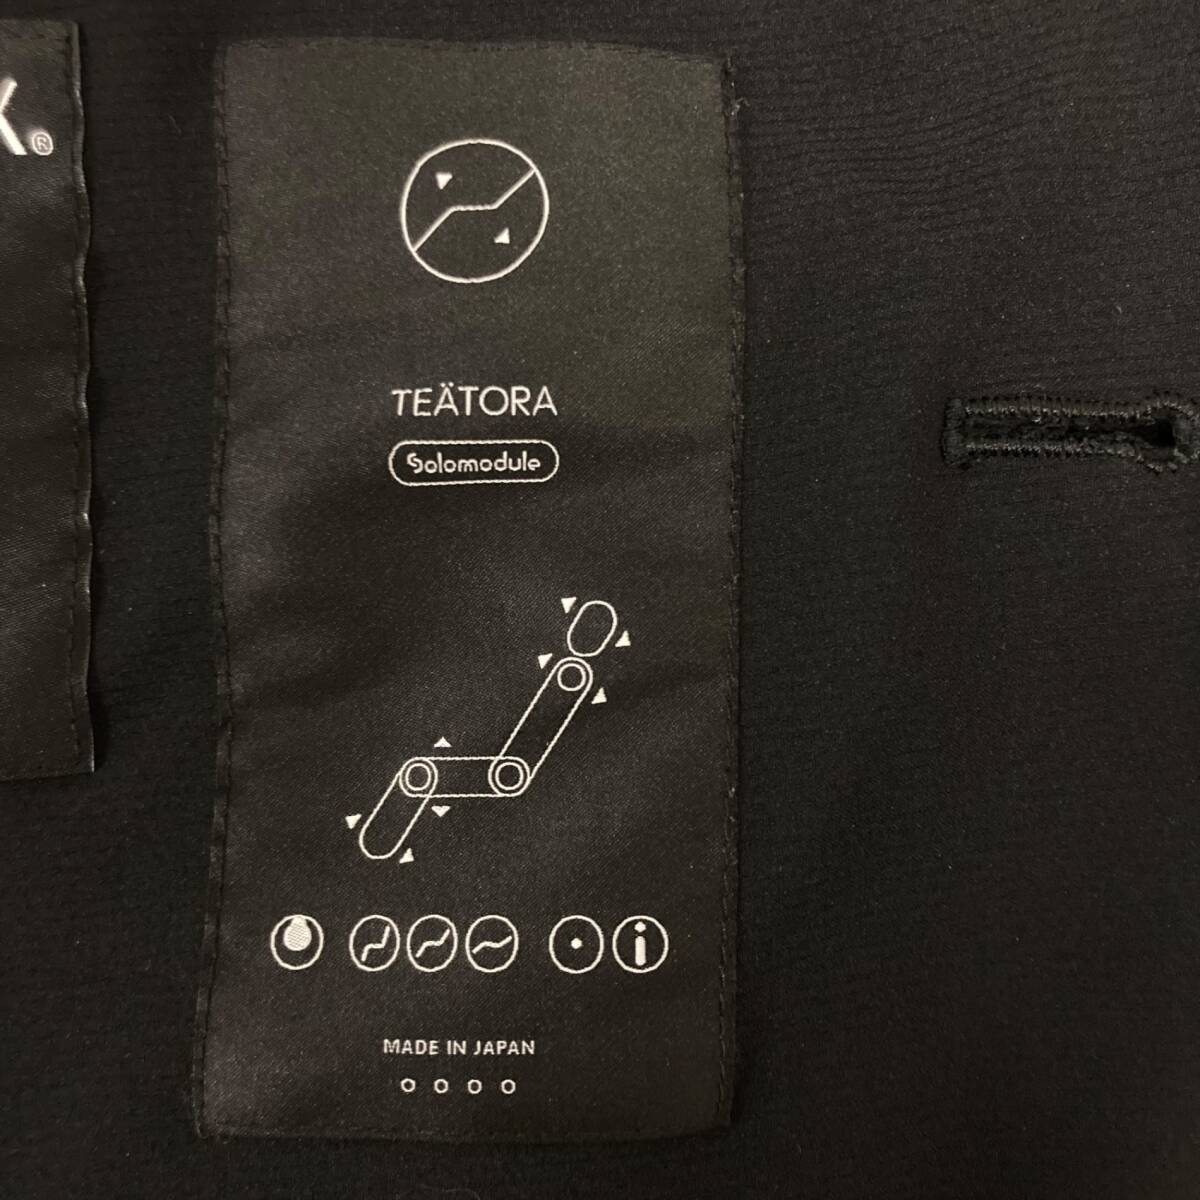 K®
TEÄTORA
Solomodule
i
MADE IN JAPAN